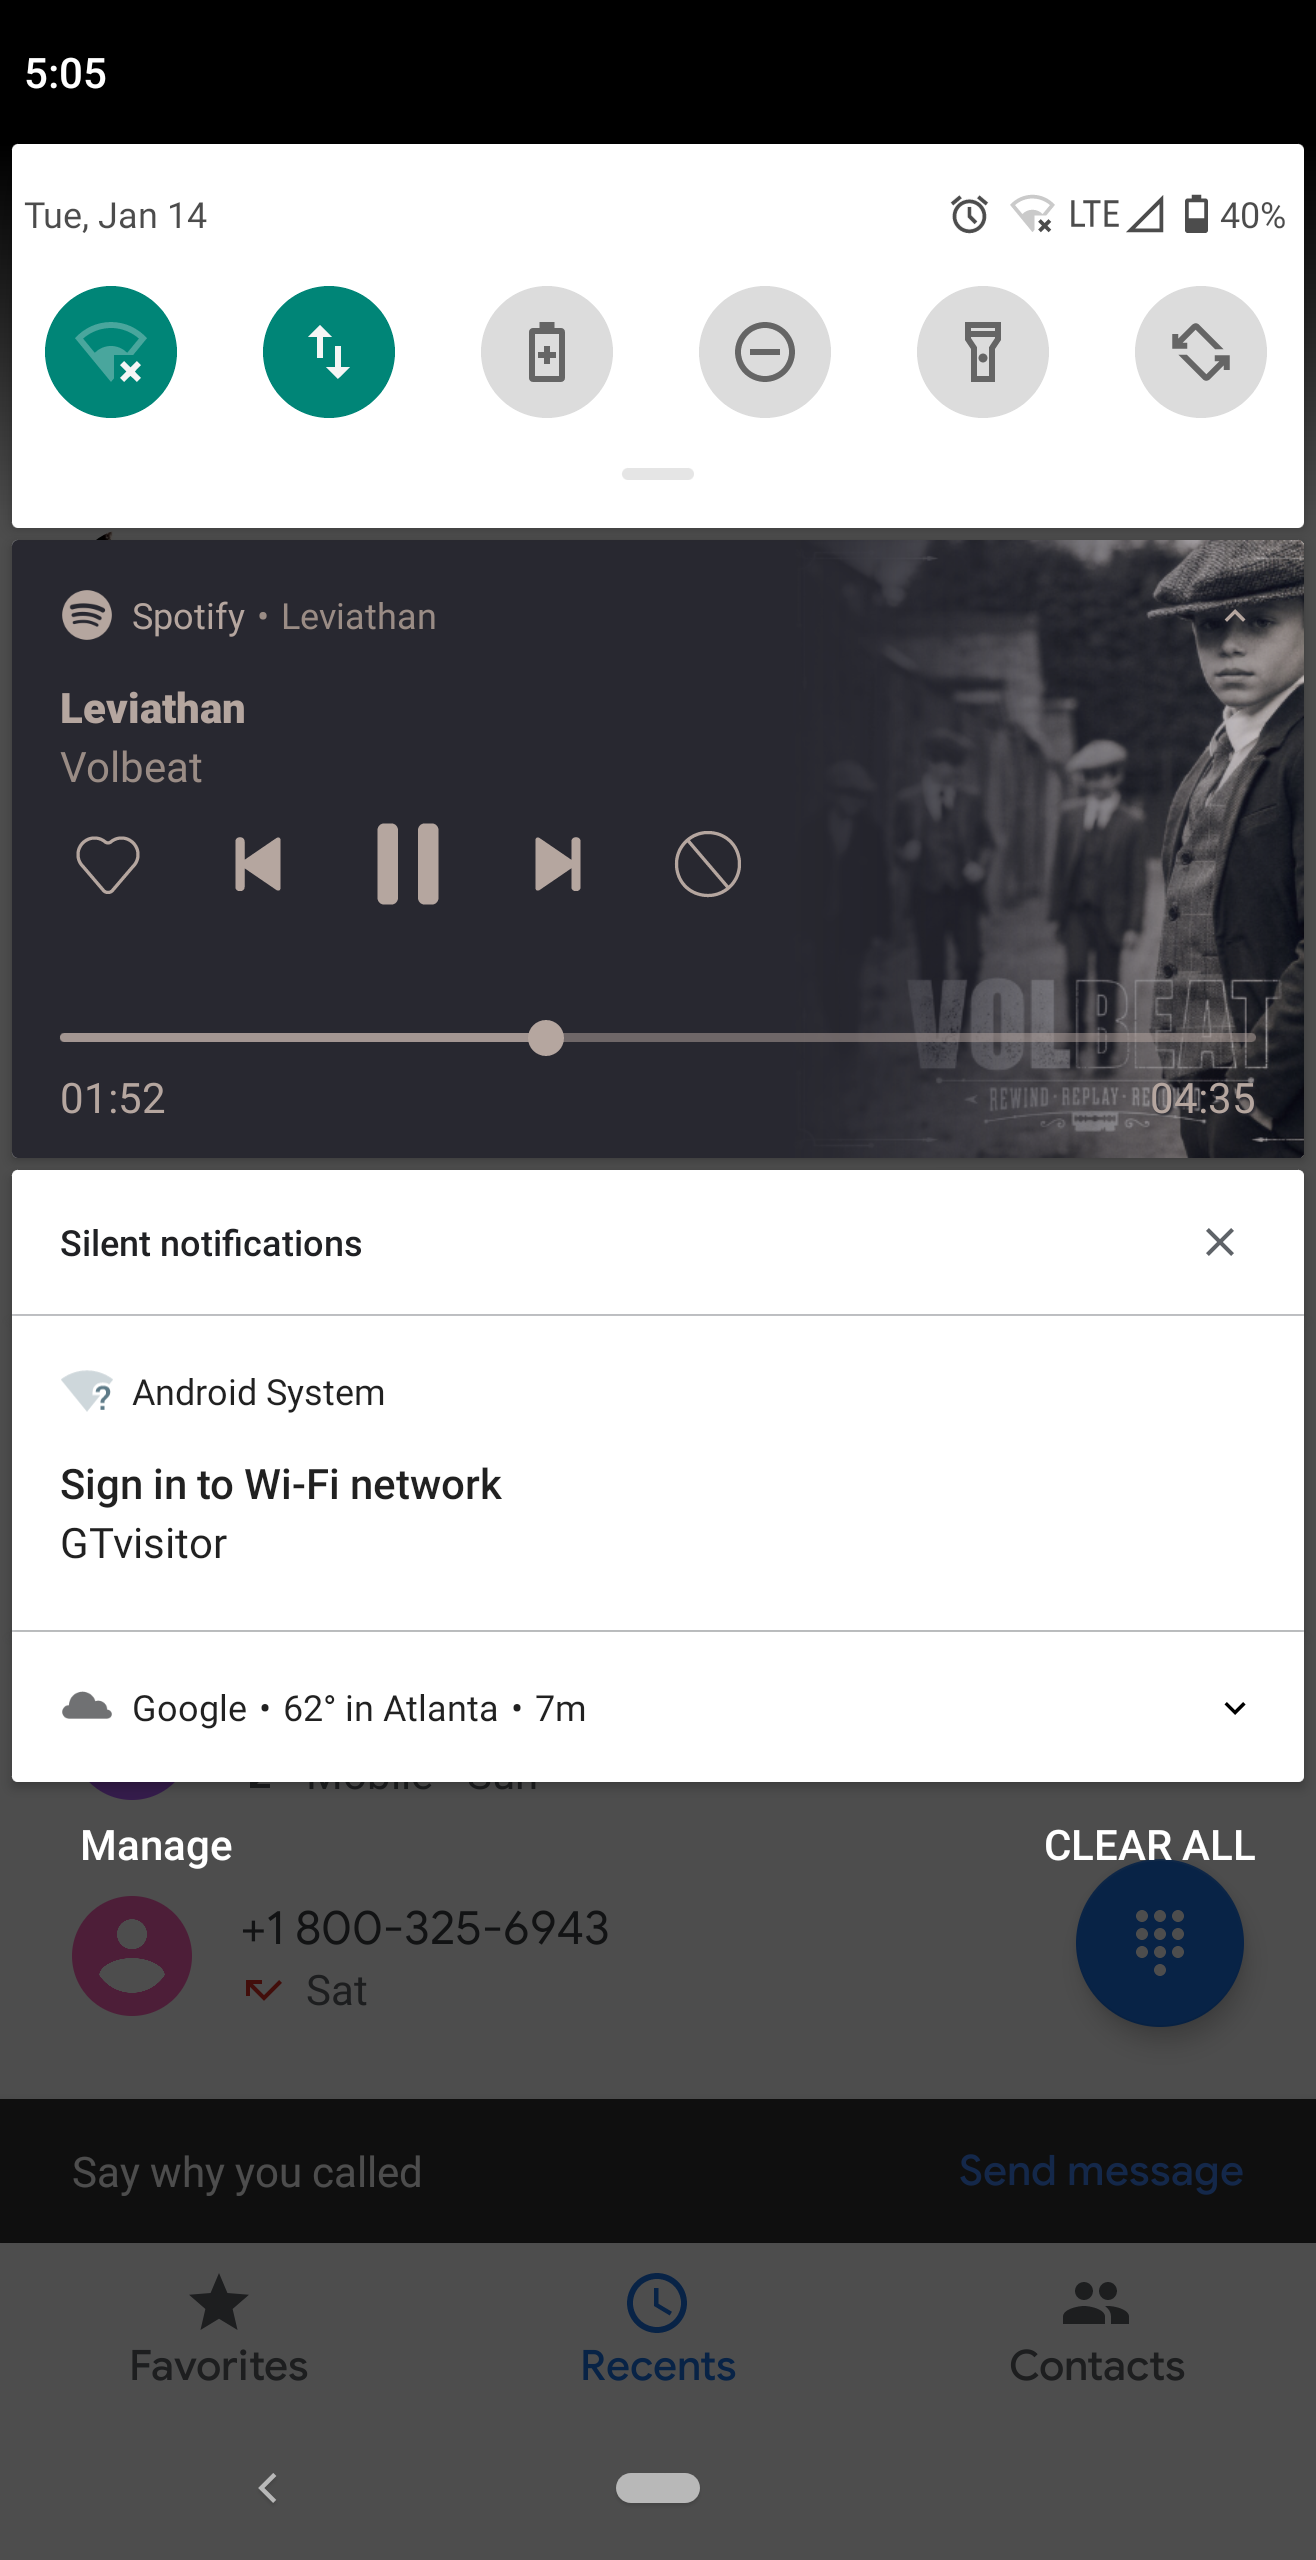 5:05
Tue, Jan 14
LTE 40%
Spotify • Leviathan
Leviathan
Volbeat
VOLBEAT
REWIND·REPLAY·RE
01:52
04:35
Silent notifications
Android System
Sign in to Wi-Fi network
GTvisitor
Google • 62° in Atlanta • 7m
Manage
CLEAR ALL
+1 800-325-6943
Sat
Say why you called
Send message
Favorites
Recents
Contacts